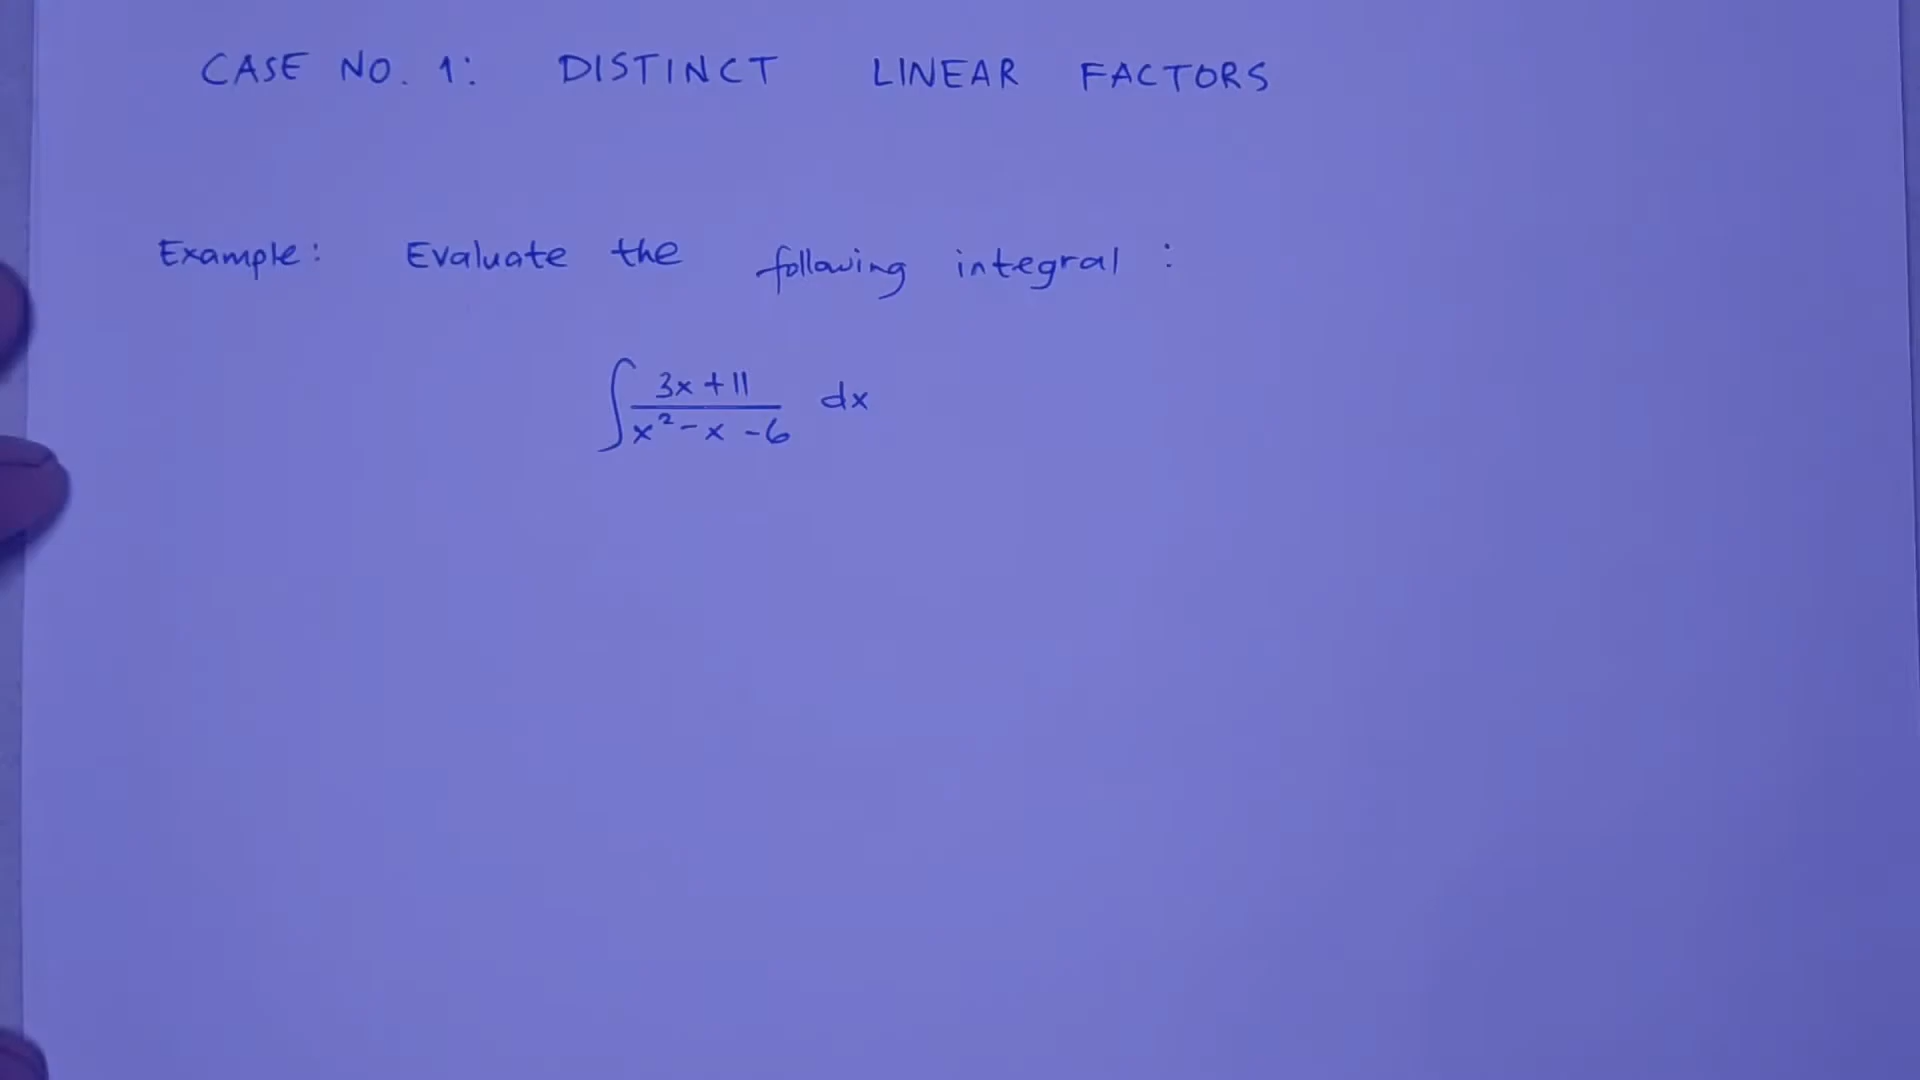 CASE NO. 1: DISTINCT LINEAR FACTORS
Example: Evaluate the following integral :
∫ (3x + 11)/(x² - x - 6) dx